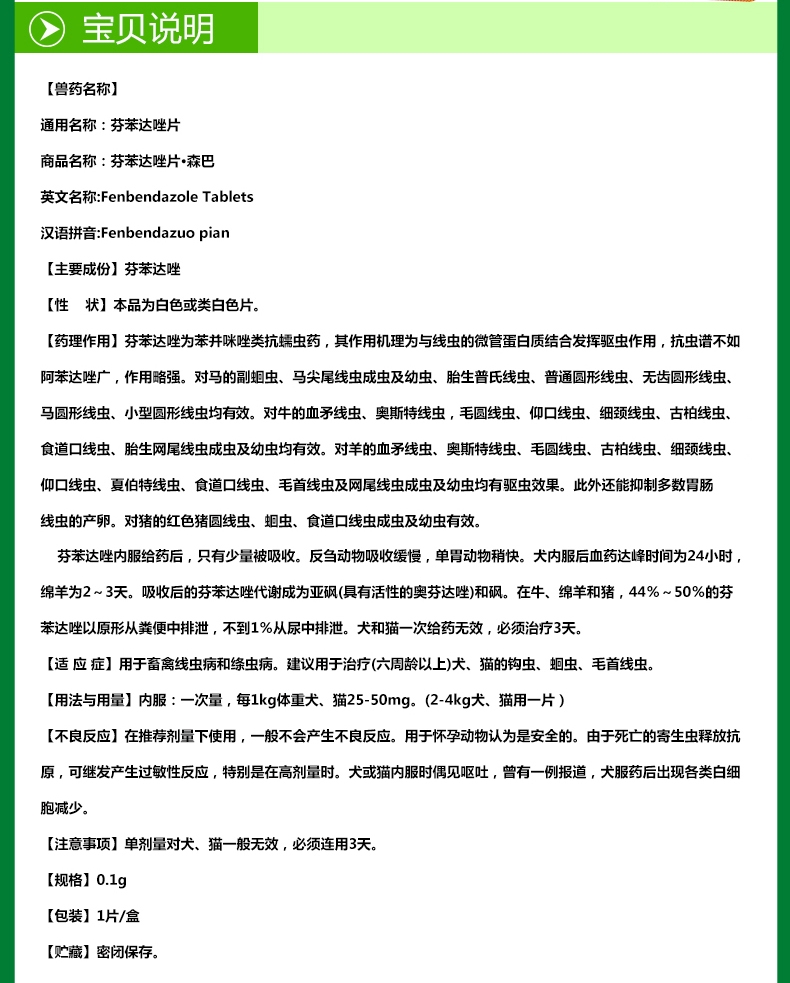 宝贝说明
【兽药名称】
通用名称：芬苯达唑片
商品名称：芬苯达唑片•森巴
英文名称:Fenbendazole Tablets
汉语拼音:Fenbendazuo pian
【主要成份】芬苯达唑
【性　状】本品为白色或类白色片。
【药理作用】芬苯达唑为苯并咪唑类抗蠕虫药，其作用机理为与线虫的微管蛋白质结合发挥驱虫作用，抗虫谱不如
阿苯达唑广，作用略强。对马的副蛔虫、马尖尾线虫成虫及幼虫、胎生普氏线虫、普通圆形线虫、无齿圆形线虫、
马圆形线虫、小型圆形线虫均有效。对牛的血矛线虫、奥斯特线虫，毛圆线虫、仰口线虫、细颈线虫、古柏线虫、
食道口线虫、胎生网尾线虫成虫及幼虫均有效。对羊的血矛线虫、奥斯特线虫、毛圆线虫、古柏线虫、细颈线虫、
仰口线虫、夏伯特线虫、食道口线虫、毛首线虫及网尾线虫成虫及幼虫均有驱虫效果。此外还能抑制多数胃肠
线虫的产卵。对猪的红色猪圆线虫、蛔虫、食道口线虫成虫及幼虫有效。
芬苯达唑内服给药后，只有少量被吸收。反刍动物吸收缓慢，单胃动物稍快。犬内服后血药达峰时间为24小时，
绵羊为2～3天。吸收后的芬苯达唑代谢成为亚砜(具有活性的奥芬达唑)和砜。在牛、绵羊和猪，44%～50%的芬
苯达唑以原形从粪便中排泄，不到1%从尿中排泄。犬和猫一次给药无效，必须治疗3天。
【适 应 症】用于畜禽线虫病和绦虫病。建议用于治疗(六周龄以上)犬、猫的钩虫、蛔虫、毛首线虫。
【用法与用量】内服：一次量，每1kg体重犬、猫25-50mg。(2-4kg犬、猫用一片）
【不良反应】在推荐剂量下使用，一般不会产生不良反应。用于怀孕动物认为是安全的。由于死亡的寄生虫释放抗
原，可继发产生过敏性反应，特别是在高剂量时。犬或猫内服时偶见呕吐，曾有一例报道，犬服药后出现各类白细
胞减少。
【注意事项】单剂量对犬、猫一般无效，必须连用3天。
【规格】0.1g
【包装】1片/盒
【贮藏】密闭保存。